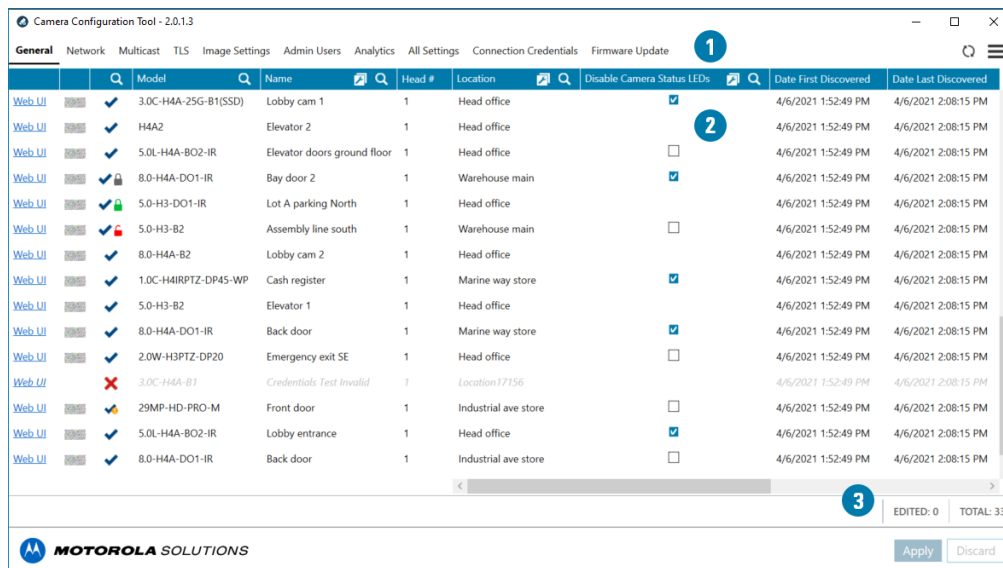 Camera Configuration Tool - 2.0.1.3
General Network Multicast TLS Image Settings Admin Users Analytics All Settings Connection Credentials Firmware Update 1
Model Name Head # Location Disable Camera Status LEDs Date First Discovered Date Last Discovered
Web UI 3.0C-H4A-25G-B1(SSD) Lobby cam 1 1 Head office 4/6/2021 1:52:49 PM 4/6/2021 2:08:15 PM
Web UI H4A2 Elevator 2 1 Head office 2 4/6/2021 1:52:49 PM 4/6/2021 2:08:15 PM
Web UI 5.0L-H4A-BO2-IR Elevator doors ground floor 1 Head office 4/6/2021 1:52:49 PM 4/6/2021 2:08:15 PM
Web UI 8.0-H4A-DO1-IR Bay door 2 1 Warehouse main 4/6/2021 1:52:49 PM 4/6/2021 2:08:15 PM
Web UI 5.0-H3-DO1-IR Lot A parking North 1 Head office 4/6/2021 1:52:49 PM 4/6/2021 2:08:15 PM
Web UI 5.0-H3-B2 Assembly line south 1 Warehouse main 4/6/2021 1:52:49 PM 4/6/2021 2:08:15 PM
Web UI 8.0-H4A-B2 Lobby cam 2 1 Head office 4/6/2021 1:52:49 PM 4/6/2021 2:08:15 PM
Web UI 1.0C-H4IRPTZ-DP45-WP Cash register 1 Marine way store 4/6/2021 1:52:49 PM 4/6/2021 2:08:15 PM
Web UI 5.0-H3-B2 Elevator 1 1 Head office 4/6/2021 1:52:49 PM 4/6/2021 2:08:15 PM
Web UI 8.0-H4A-DO1-IR Back door 1 Marine way store 4/6/2021 1:52:49 PM 4/6/2021 2:08:15 PM
Web UI 2.0W-H3PTZ-DP20 Emergency exit SE 1 Head office 4/6/2021 1:52:49 PM 4/6/2021 2:08:15 PM
Web UI 3.0C-H4A-B1 Credentials Test Invalid 1 Location17156 4/6/2021 1:52:49 PM 4/6/2021 2:08:15 PM
Web UI 29MP-HD-PRO-M Front door 1 Industrial ave store 4/6/2021 1:52:49 PM 4/6/2021 2:08:15 PM
Web UI 5.0L-H4A-BO2-IR Lobby entrance 1 Head office 4/6/2021 1:52:49 PM 4/6/2021 2:08:15 PM
Web UI 8.0-H4A-DO1-IR Back door 1 Industrial ave store 4/6/2021 1:52:49 PM 4/6/2021 2:08:15 PM
3 EDITED: 0 TOTAL: 33
MOTOROLA SOLUTIONS Apply Discard